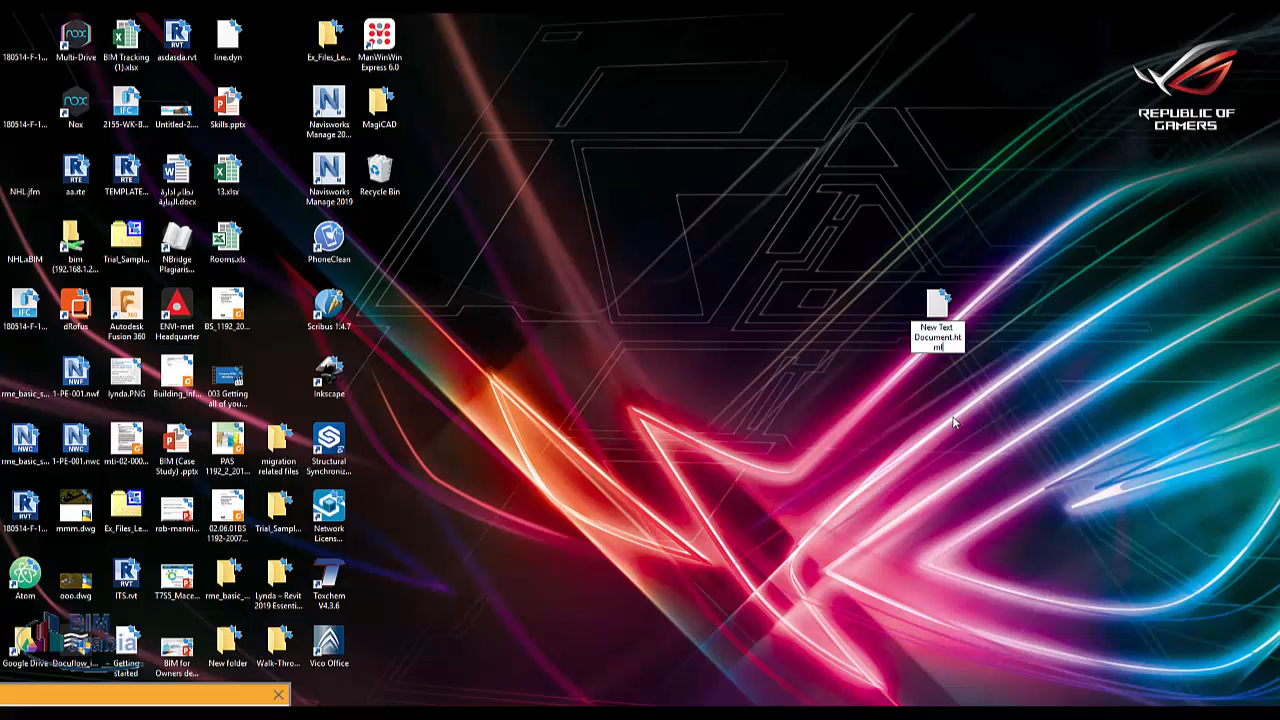 180514-F-1...
Multi-Drive
BIM Tracking
(1).xlsx
asdasda.rvt
line.dyn
Ex_Files_Le...
ManWinWin
Express 6.0
180514-F-1...
Nox
2155-WK-B...
Untitled-2....
Skills.pptx
Navisworks
Manage 20...
MagiCAD
NHL.jfm
aa.rte
TEMPLATE...
نظام ادارة
البيانية.docx
13.xlsx
Navisworks
Manage 2019
Recycle Bin
NHL.xBIM
bim
(192.168.1.2...
Trial_Sampl...
NBridge
Plagiaris...
Rooms.xls
PhoneClean
180514-F-1...
dRofus
Autodesk
Fusion 360
ENVI-met
Headquarter
BS_1192_20...
Scribus 1.4.7
rme_basic_s...
1-PE-001.nwf
lynda.PNG
Building_Inf...
003 Getting
all of you...
Inkscape
rme_basic_s...
1-PE-001.nwc
mti-02-000...
BIM (Case
Study) .pptx
PAS
1192_2_201...
migration
related files
Structural
Synchroniz...
180514-F-1...
mmm.dwg
Ex_Files_Le...
rob-manni...
02.06.01BS
1192-2007...
Trial_Sampl...
Network
Licens...
Atom
ooo.dwg
ITS.rvt
T7S5_Mace...
rme_basic_...
Lynda – Revit
2019 Essenti...
Toxchem
V4.3.6
Google Drive
Docuflow_i...
Getting
started
BIM for
Owners de...
New folder
Walk-Thro...
Vico Office
New Text
Document.ht
ml
REPUBLIC OF
GAMERS